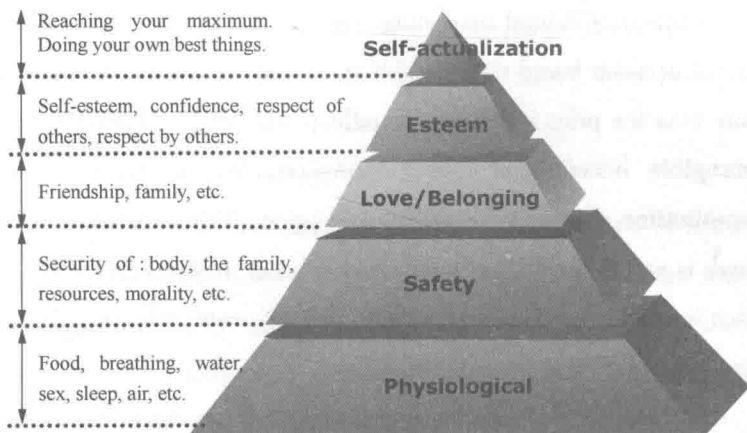 Reaching your maximum.
Doing your own best things.
Self-actualization
Self-esteem, confidence, respect of
others, respect by others.
Esteem
Friendship, family, etc.
Love/Belonging
Security of : body, the family,
resources, morality, etc.
Safety
Food, breathing, water,
sex, sleep, air, etc.
Physiological